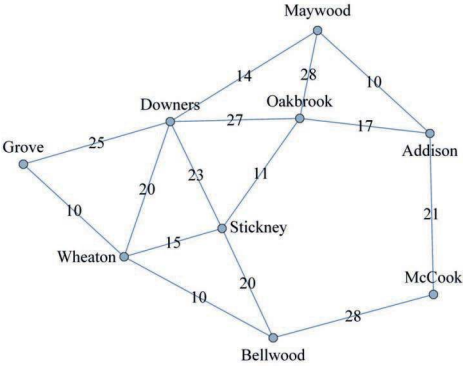 Maywood
14
28
10
Downers
Oakbrook
27
17
Addison
Grove
25
20
23
11
10
21
Wheaton
15
Stickney
McCook
10
20
28
Bellwood